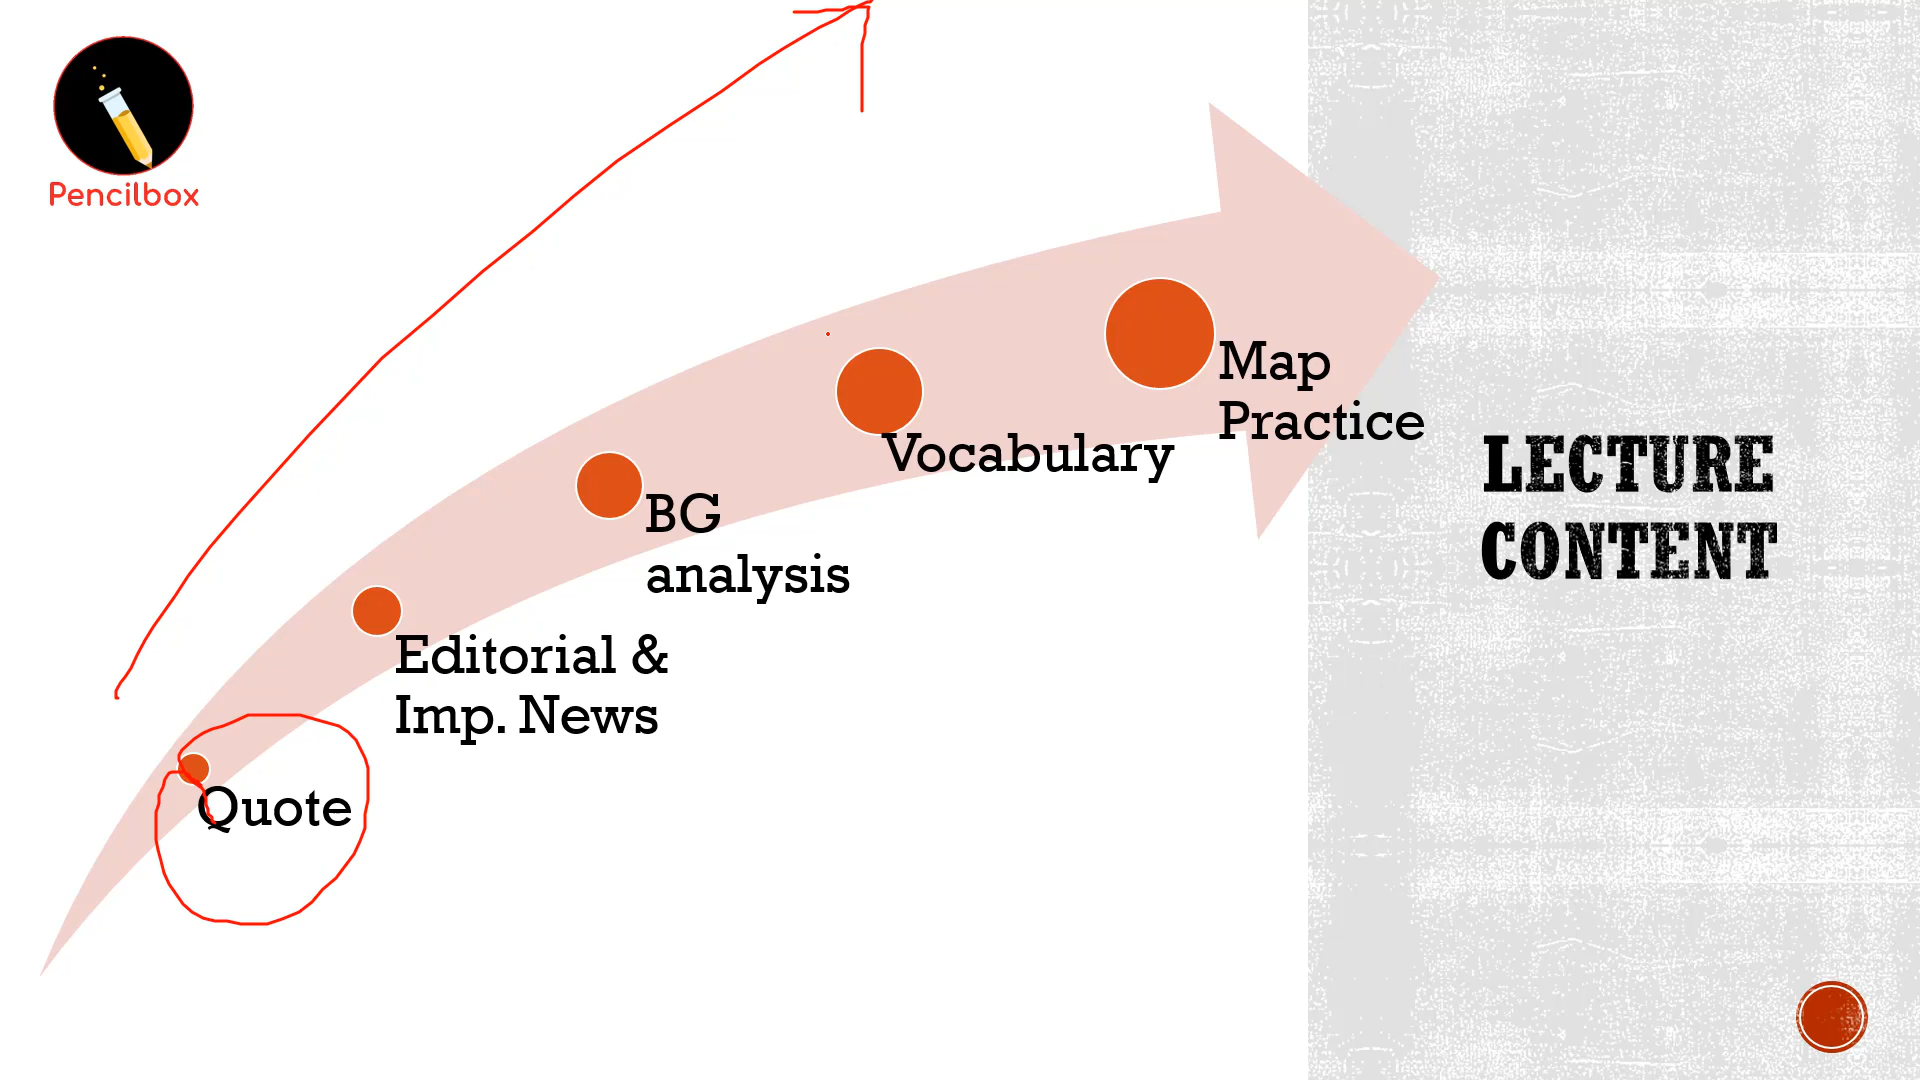 Pencilbox
Map
Practice
Vocabulary
BG
analysis
Editorial &
Imp. News
Quote
LECTURE
CONTENT